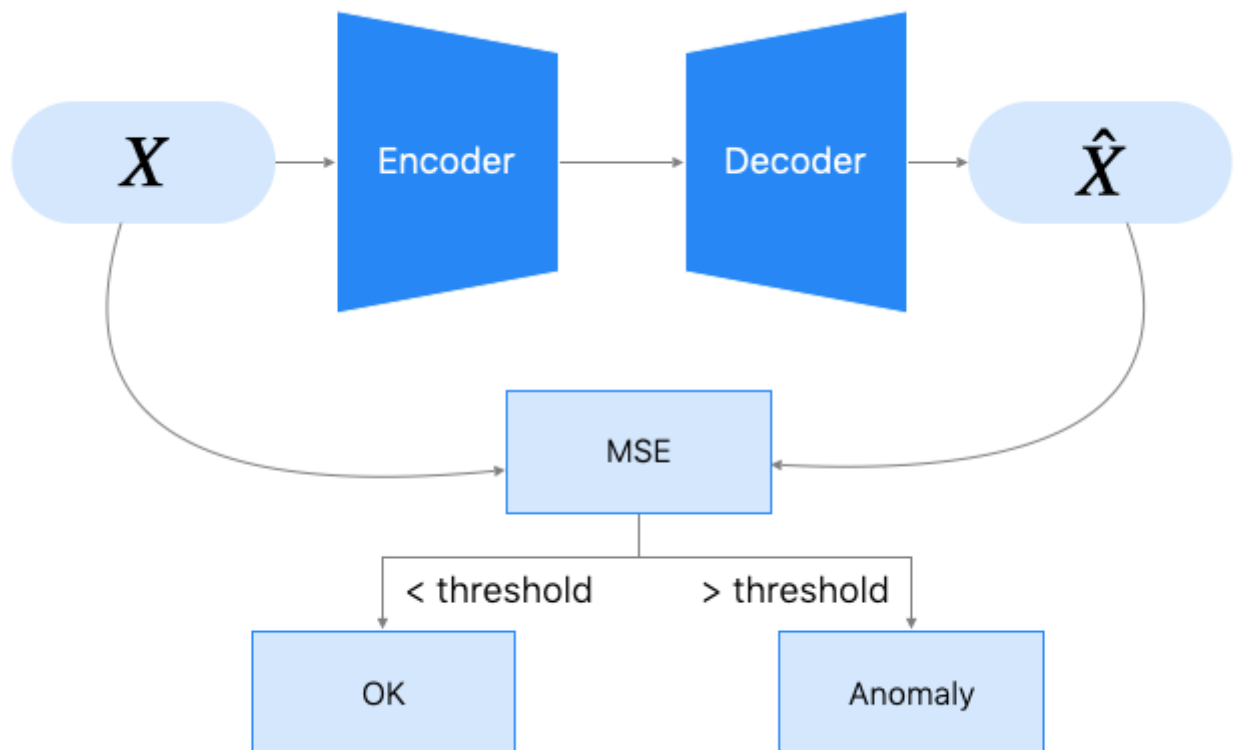 X
Encoder
Decoder
X̂
MSE
< threshold
> threshold
OK
Anomaly